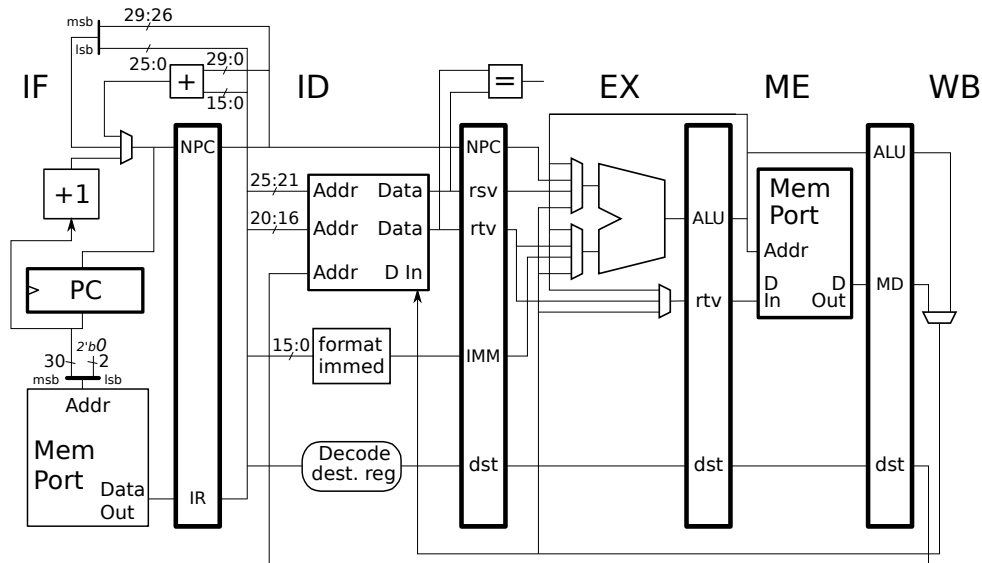 29:26
msb
lsb
25:0
29:0
+
15:0
=
IF
ID
EX
ME
WB
NPC
NPC
ALU
+1
25:21
Addr
Data
rsv
20:16
Addr
Data
rtv
Addr
D In
ALU
Mem
Port
Addr
D
In
D
Out
MD
PC
rtv
2'b0
30
2
msb
lsb
15:0
format
immed
IMM
Addr
Mem
Port
Data
Out
IR
Decode
dest. reg
dst
dst
dst